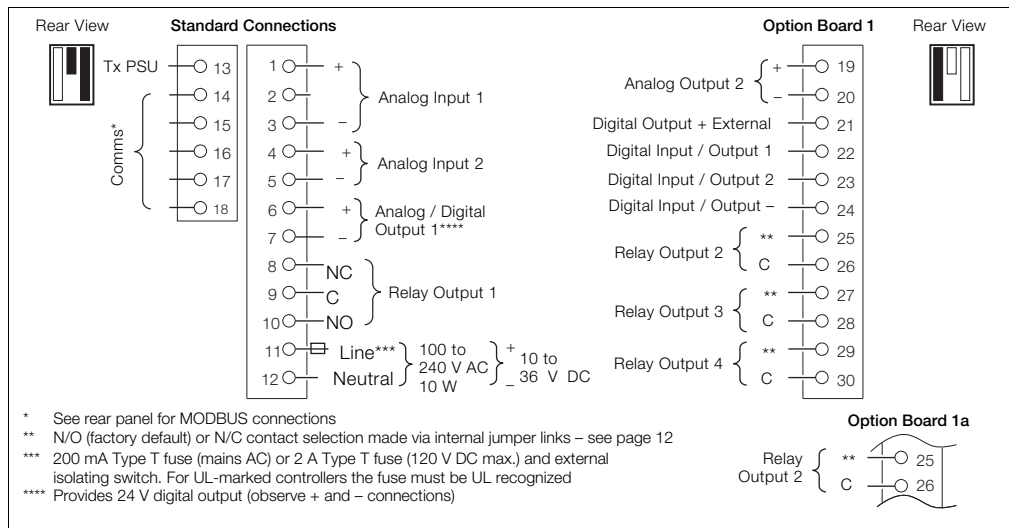 Rear View
Standard Connections
Option Board 1
Rear View
Tx PSU
13
14
15
16
17
18
Comms*
1 +
2
3 –
Analog Input 1
4 +
5 –
Analog Input 2
6 +
7 –
Analog / Digital
Output 1****
8 NC
9 C
10 NO
Relay Output 1
11 Line***
12 Neutral
100 to
240 V AC
10 W
+
–
10 to
36 V DC
Analog Output 2
+ 19
– 20
Digital Output + External 21
Digital Input / Output 1 22
Digital Input / Output 2 23
Digital Input / Output – 24
Relay Output 2
** 25
C 26
Relay Output 3
** 27
C 28
Relay Output 4
** 29
C 30
* See rear panel for MODBUS connections
** N/O (factory default) or N/C contact selection made via internal jumper links – see page 12
*** 200 mA Type T fuse (mains AC) or 2 A Type T fuse (120 V DC max.) and external
isolating switch. For UL-marked controllers the fuse must be UL recognized
**** Provides 24 V digital output (observe + and – connections)
Option Board 1a
Relay
Output 2
** 25
C 26